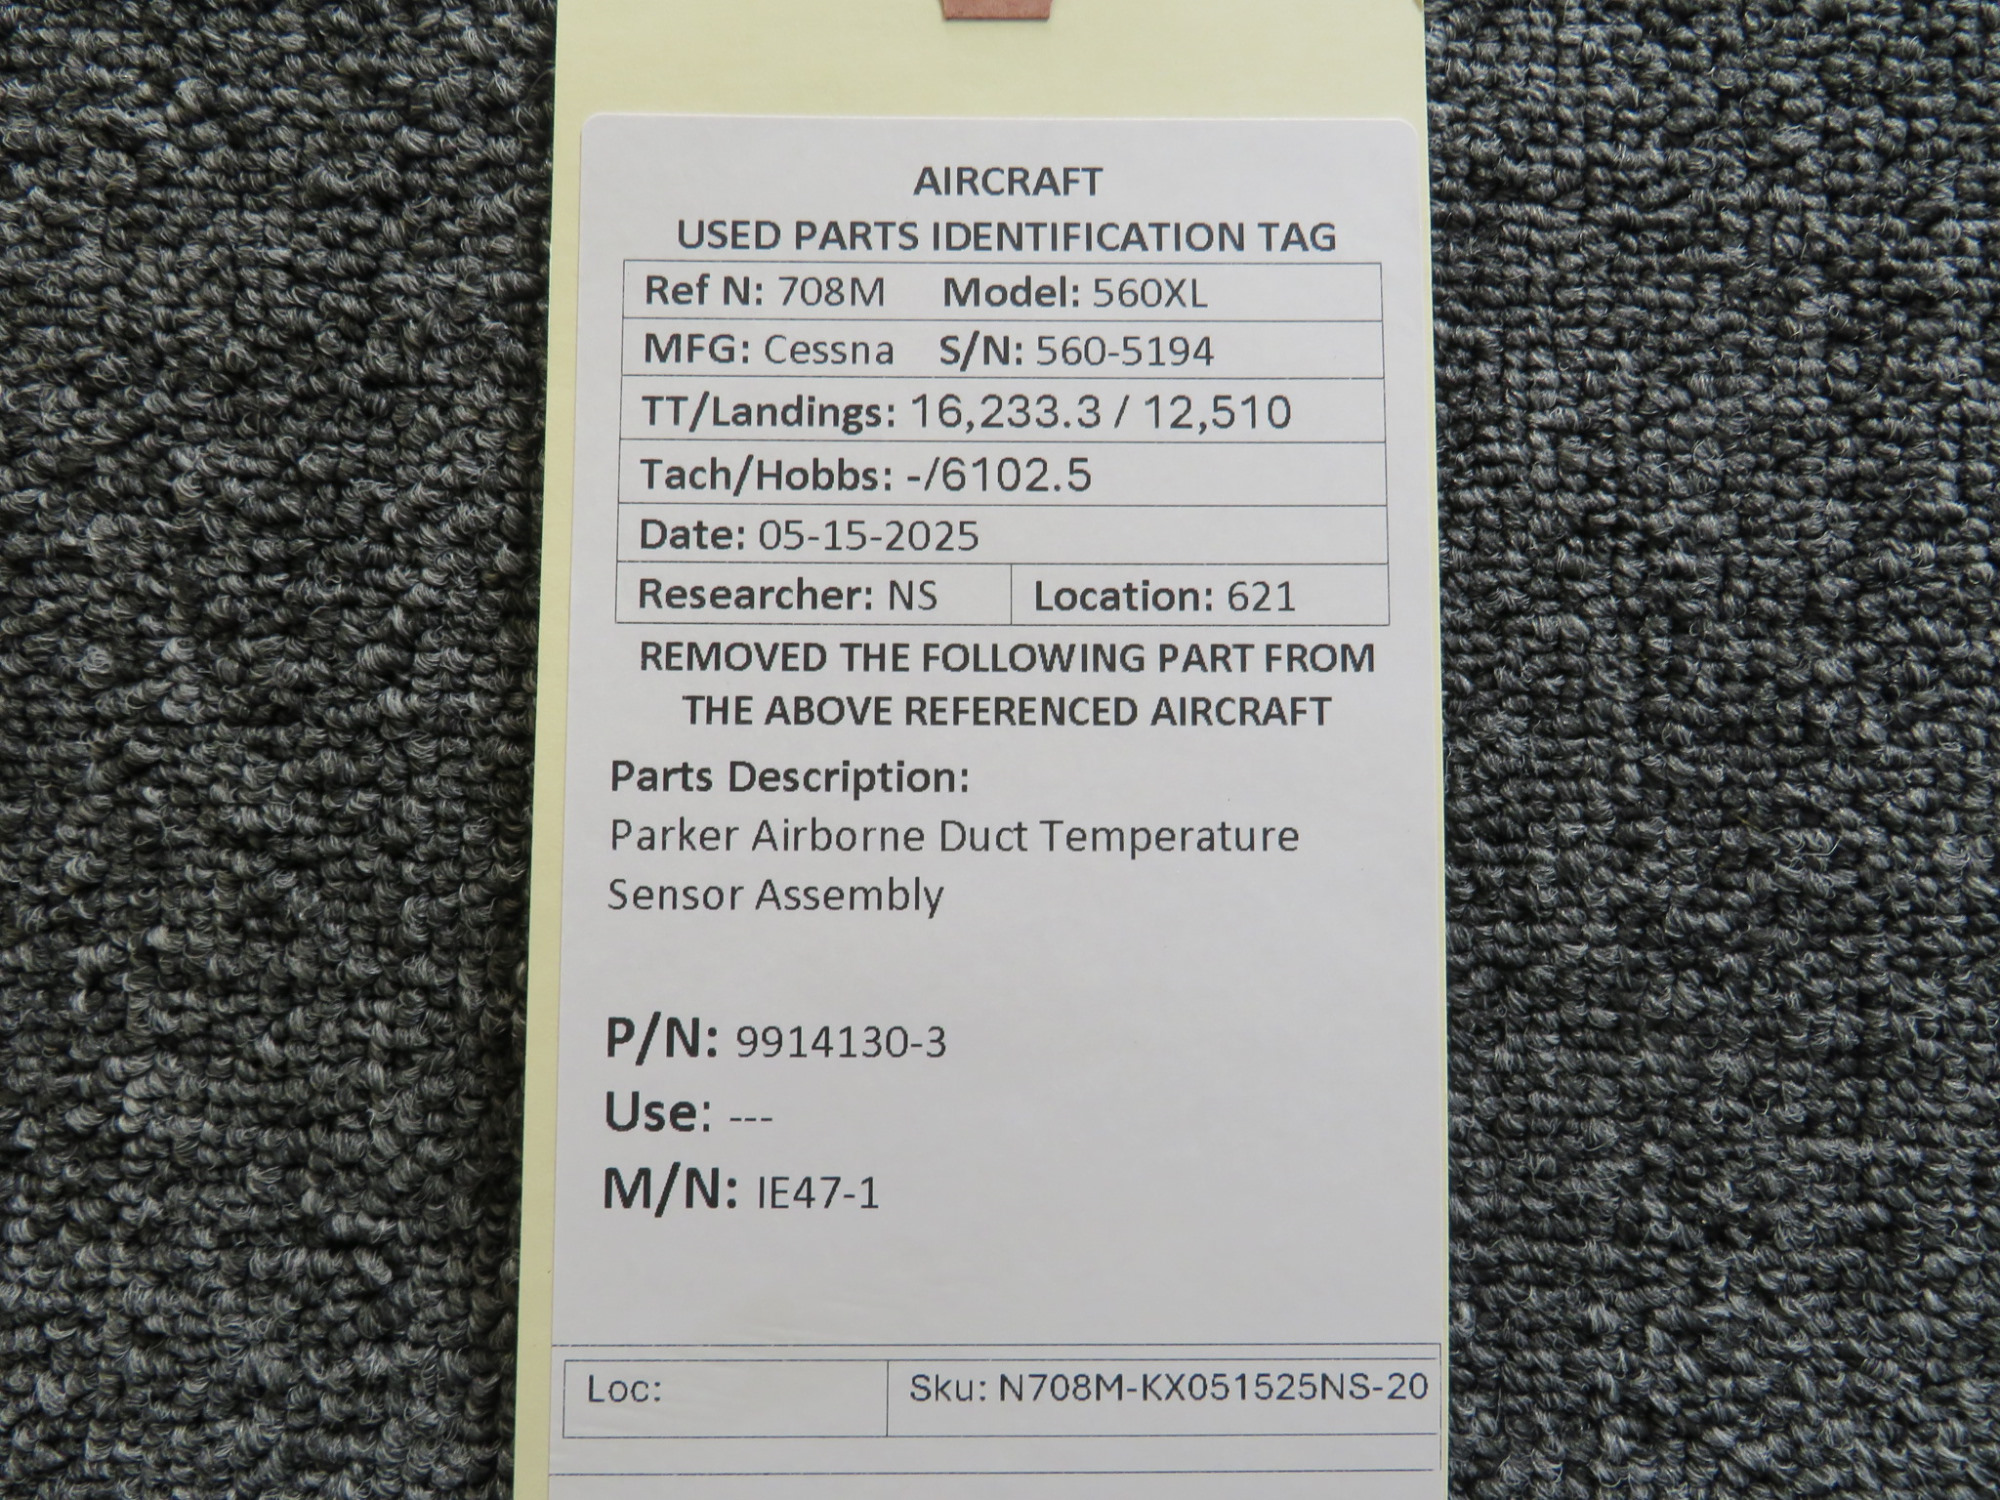 AIRCRAFT
USED PARTS IDENTIFICATION TAG
Ref N: 708M Model: 560XL
MFG: Cessna S/N: 560-5194
TT/Landings: 16,233.3 / 12,510
Tach/Hobbs: -/6102.5
Date: 05-15-2025
Researcher: NS Location: 621
REMOVED THE FOLLOWING PART FROM
THE ABOVE REFERENCED AIRCRAFT
Parts Description:
Parker Airborne Duct Temperature
Sensor Assembly
P/N: 9914130-3
Use: ---
M/N: IE47-1
Loc: Sku: N708M-KX051525NS-20